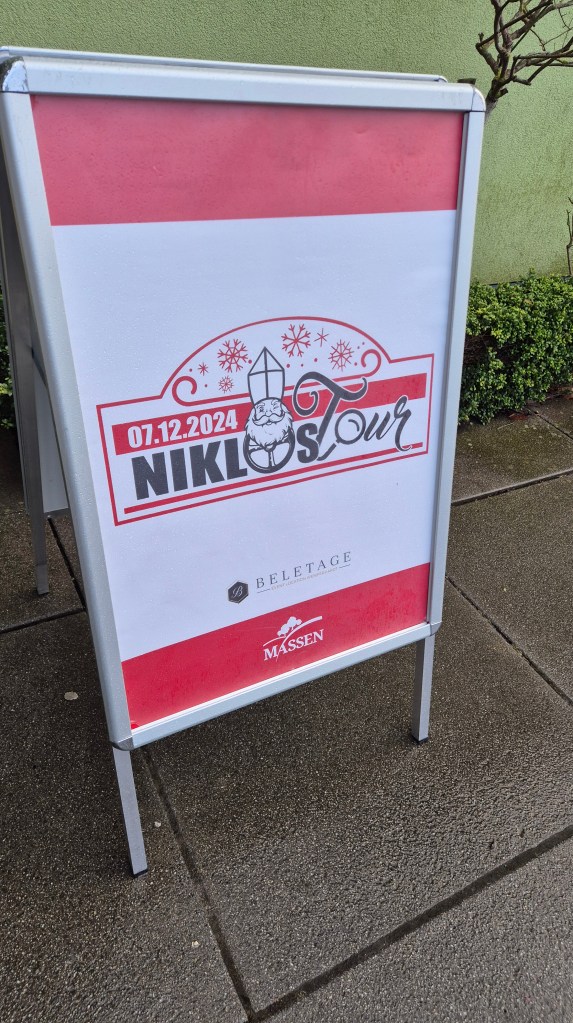 07.12.2024
NIKLOSTour
BELETAGE
MASSEN